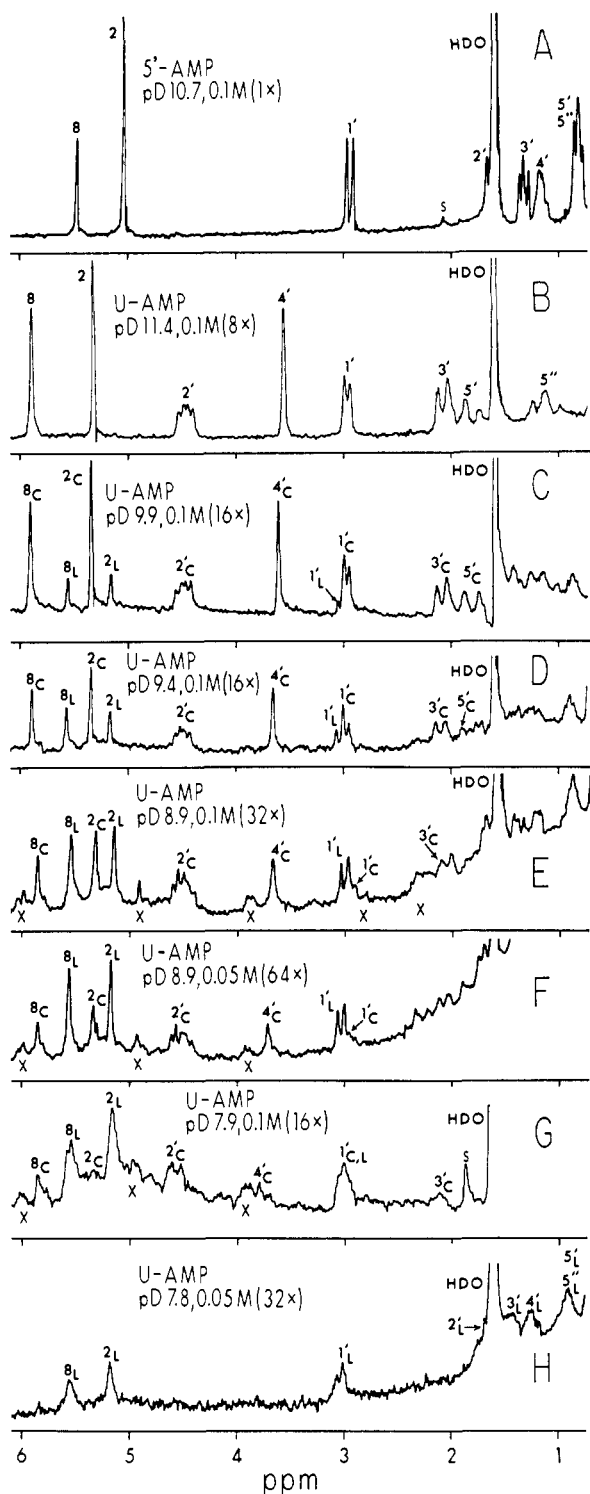 A
HDO
2
5'-AMP
pD 10.7, 0.1M (1×)
8
1'
S
2'
3'
4'
5'
5"
B
HDO
8
2
U-AMP
pD 11.4, 0.1M (8×)
2'
4'
1'
3'
5'
5"
C
HDO
8C
2C
U-AMP
pD 9.9, 0.1M (16×)
8L
2L
2'C
4'C
1'L
1'C
3'C
5'C
D
HDO
U-AMP
pD 9.4, 0.1M (16×)
8C
8L
2C
2L
2'C
4'C
1'L
1'C
3'C
5'C
E
HDO
U-AMP
pD 8.9, 0.1M (32×)
8C
8L
2C
2L
2'C
4'C
1'L
1'C
3'C
X
X
X
X
X
F
U-AMP
pD 8.9, 0.05M (64×)
8C
8L
2C
2L
2'C
4'C
1'L
1'C
X
X
X
G
HDO
U-AMP
pD 7.9, 0.1M (16×)
8C
8L
2C
2L
2'C
4'C
1'C,L
3'C
S
X
X
X
H
HDO
U-AMP
pD 7.8, 0.05M (32×)
8L
2L
1'L
2'L
3'L
4'L
5'L
5"L
6 5 4 3 2 1
ppm